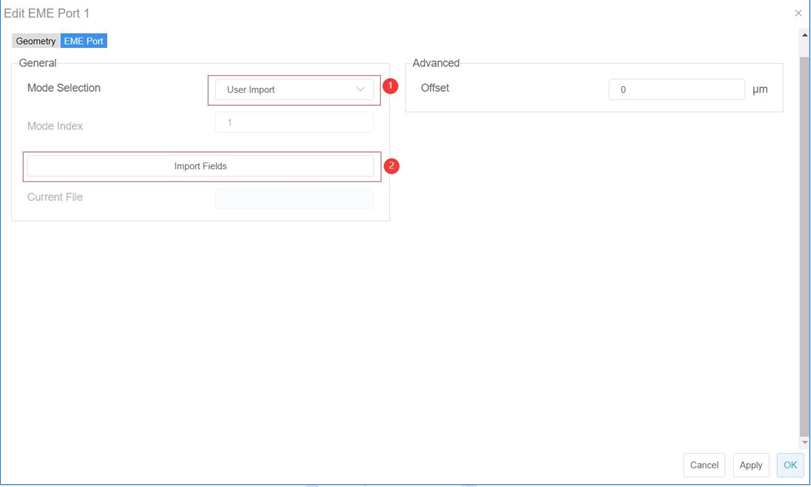 Edit EME Port 1
Geometry EME Port
General
Mode Selection
User Import
1
Mode Index
1
Import Fields
2
Current File
Advanced
Offset
0
μm
Cancel Apply OK